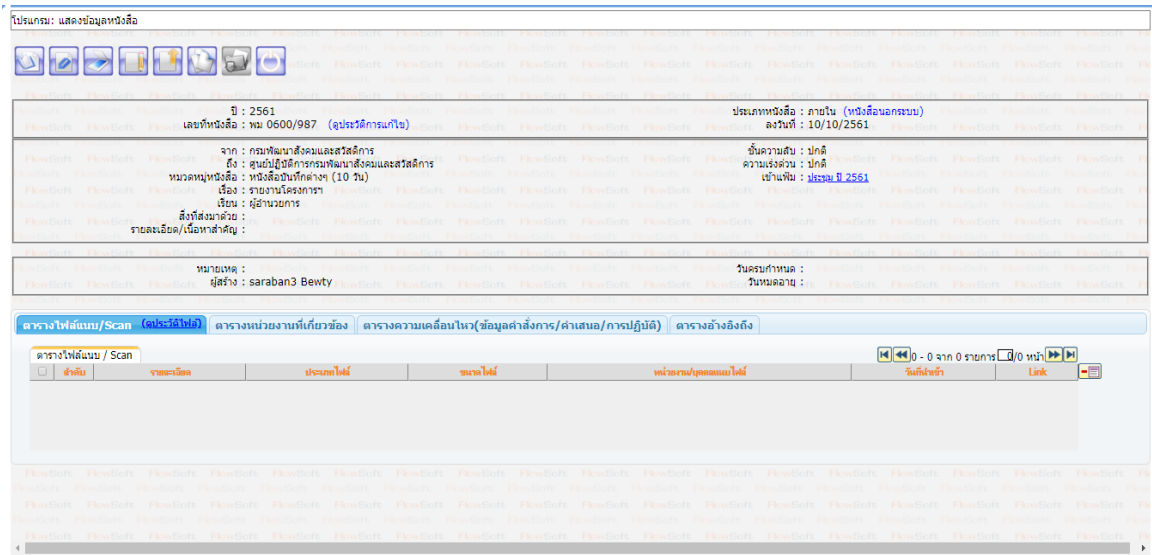 โปรแกรม: แสดงข้อมูลหนังสือ
ปี : 2561 ประเภทหนังสือ : ภายใน (หนังสือนอกระบบ)
เลขที่หนังสือ : พม 0600/987 (ดูประวัติการแก้ไข) ลงวันที่ : 10/10/2561
จาก : กรมพัฒนาสังคมและสวัสดิการ ชั้นความลับ : ปกติ
ถึง : ศูนย์ปฏิบัติการกรมพัฒนาสังคมและสวัสดิการ ความเร่งด่วน : ปกติ
หมวดหมู่หนังสือ : หนังสือบันทึกต่างๆ (10 วัน) เข้าแฟ้ม : ประชุม ปี 2561
เรื่อง : รายงานโครงการฯ
เรียน : ผู้อำนวยการ
สิ่งที่ส่งมาด้วย :
รายละเอียด/เนื้อหาสำคัญ :
หมายเหตุ : วันครบกำหนด :
ผู้สร้าง : saraban3 Bewty วันหมดอายุ :
ตารางไฟล์แนบ/Scan (ดูประวัติไฟล์) ตารางหน่วยงานที่เกี่ยวข้อง ตารางความเคลื่อนไหว(ข้อมูลคำสั่งการ/คำเสนอ/การปฏิบัติ) ตารางอ้างอิงถึง
ตารางไฟล์แนบ / Scan 0 - 0 จาก 0 รายการ 0/0 หน้า
ลำดับ รายละเอียด ประเภทไฟล์ ขนาดไฟล์ หน่วยงาน/บุคคลแนบไฟล์ วันที่นำเข้า Link